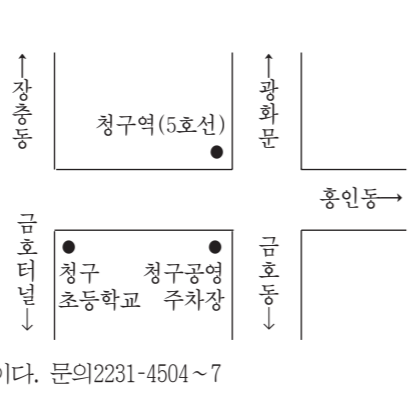 ←장충동
←광화문
청구역(5호선)
홍인동→
금호터널→
금호동→
청구
초등학교
청구공영
주차장
이다. 문의2231-4504~7